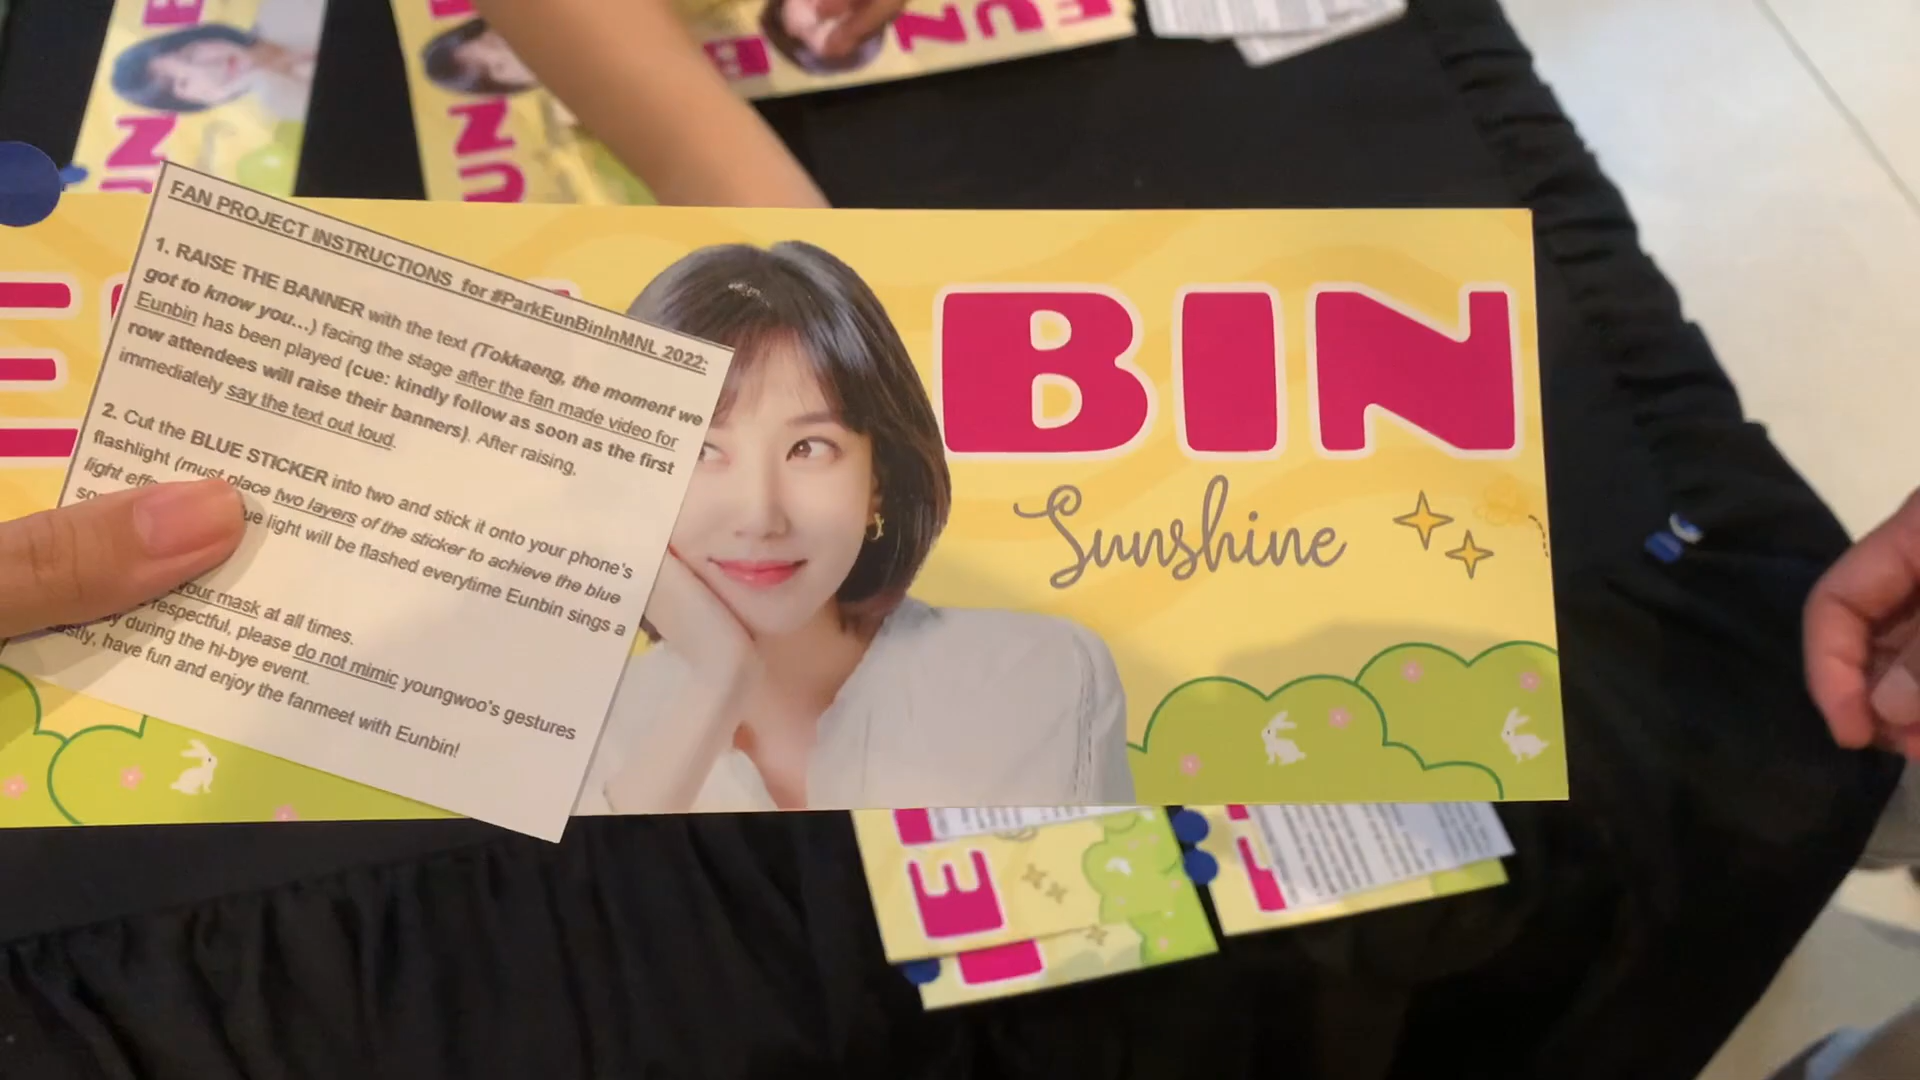 FAN PROJECT INSTRUCTIONS for #ParkEunBinInMNL 2022:
1. RAISE THE BANNER with the text (Tokkaeng, the moment we
got to know you...) facing the stage after the fan made video for
Eunbin has been played (cue: kindly follow as soon as the first
row attendees will raise their banners). After raising,
immediately say the text out loud.
2. Cut the BLUE STICKER into two and stick it onto your phone's
flashlight (must place two layers of the sticker to achieve the blue
light light will be flashed everytime Eunbin sings a
your mask at all times.
respectful, please do not mimic youngwoo's gestures
during the hi-bye event.
have fun and enjoy the fanmeet with Eunbin!
E
BIN
Sunshine
N
N
U
UN
EUN
E